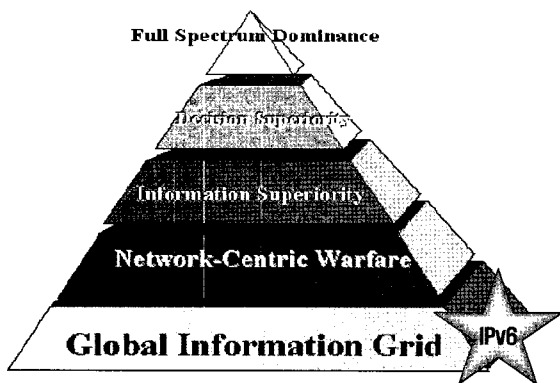 Full Spectrum Dominance
Decision Superiority
Information Superiority
Network-Centric Warfare
Global Information Grid
IPv6